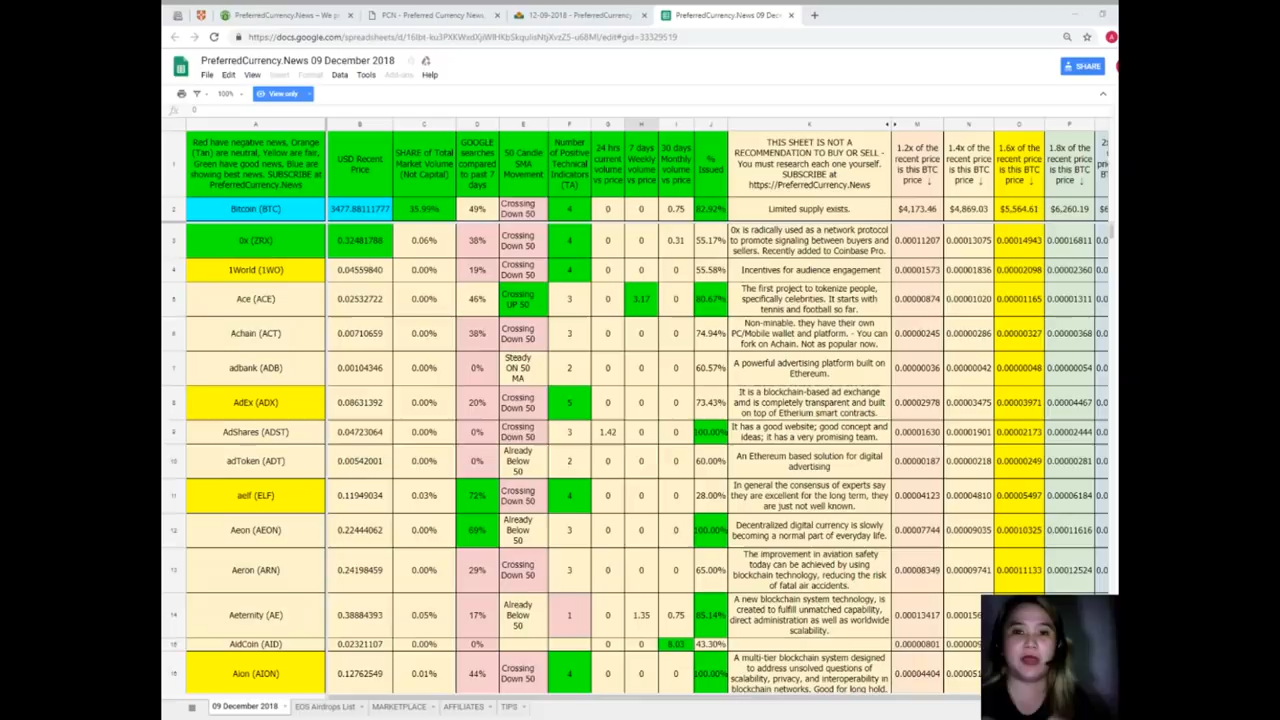 PreferredCurrency.News – We p
PCN - Preferred Currency News,
12-09-2018 - PreferredCurrency
PreferredCurrency.News 09 Dec
PreferredCurrency.News 09 December 2018
File Edit View Insert Format Data Tools Add-ons Help
SHARE
100% View only
fx 0
A B C D E F G H I J K M N O P
1
Red have negative news, Orange
(Tan) are neutral, Yellow are fair,
Green have good news, Blue are
showing best news. SUBSCRIBE at
PreferredCurrency.News
USD Recent
Price
SHARE of Total
Market Volume
(Not Capital)
GOOGLE
searches
compared
to past 7
days
50 Candle
SMA
Movement
Number
of Positive
Technical
Indicators
(TA)
24 hrs
current
volume
vs price
7 days
Weekly
volume
vs price
30 days
Monthly
volume
vs price
%
Issued
THIS SHEET IS NOT A
RECOMMENDATION TO BUY OR SELL -
You must research each one yourself.
SUBSCRIBE at
https://PreferredCurrency.News
1.2x of the
recent price
is this BTC
price ↓
1.4x of the
recent price
is this BTC
price ↓
1.6x of the
recent price
is this BTC
price ↓
1.8x of the
recent price
is this BTC
price ↓
2 Bitcoin (BTC) 3477.88111777 35.99% 49% Crossing
Down 50 4 0 0 0.75 82.92% Limited supply exists. $4,173.46 $4,869.03 $5,564.61 $6,260.19
3 0x (ZRX) 0.32481788 0.06% 38% Crossing
Down 50 4 0 0 0.31 55.17% 0x is radically used as a network protocol
to promote signaling between buyers and
sellers. Recently added to Coinbase Pro. 0.00011207 0.00013075 0.00014943 0.00016811
4 1World (1WO) 0.04559840 0.00% 19% Crossing
Down 50 4 0 0 0 55.58% Incentives for audience engagement 0.00001573 0.00001836 0.00002098 0.00002360
5 Ace (ACE) 0.02532722 0.00% 46% Crossing
UP 50 3 0 3.17 0 80.67% The first project to tokenize people,
specifically celebrities. It starts with
tennis and football so far. 0.00000874 0.00001020 0.00001165 0.00001311
6 Achain (ACT) 0.00710659 0.00% 38% Crossing
Down 50 3 0 0 0 74.94% Non-minable. they have their own
PC/Mobile wallet and platform. - You can
fork on Achain. Not as popular now. 0.00000245 0.00000286 0.00000327 0.00000368
7 adbank (ADB) 0.00104346 0.00% 0% Steady
ON 50
MA 2 0 0 0 60.57% A powerful advertising platform built on
Ethereum. 0.00000036 0.00000042 0.00000048 0.00000054
8 AdEx (ADX) 0.08631392 0.00% 20% Crossing
Down 50 5 0 0 0 73.43% It is a blockchain-based ad exchange
amd is completely transparent and built
on top of Etherium smart contracts. 0.00002978 0.00003475 0.00003971 0.00004467
9 AdShares (ADST) 0.04723064 0.00% 0% Crossing
Down 50 3 1.42 0 0 100.00% It has a good website; good concept and
ideas; it has a very promising team. 0.00001630 0.00001901 0.00002173 0.00002444
10 adToken (ADT) 0.00542001 0.00% 0% Already
Below
50 2 0 0 0 60.00% An Ethereum based solution for digital
advertising 0.00000187 0.00000218 0.00000249 0.00000281
11 aelf (ELF) 0.11949034 0.03% 72% Crossing
Down 50 4 0 0 0 28.00% In general the consensus of experts say
they are excellent for the long term, they
are just not well known. 0.00004123 0.00004810 0.00005497 0.00006184
12 Aeon (AEON) 0.22444062 0.00% 69% Already
Below
50 3 0 0 0 100.00% Decentralized digital currency is slowly
becoming a normal part of everyday life. 0.00007744 0.00009035 0.00010325 0.00011616
13 Aeron (ARN) 0.24198459 0.00% 29% Crossing
Down 50 3 0 0 0 65.00% The improvement in aviation safety
today can be achieved by using
blockchain technology, reducing the risk
of fatal air accidents. 0.00008349 0.00009741 0.00011133 0.00012524
14 Aeternity (AE) 0.38884393 0.05% 17% Already
Below
50 1 0 1.35 0.75 85.14% A new blockchain system technology, is
created to fulfill unmatched capability,
direct administration as well as worldwide
scalability. 0.00013417
15 AidCoin (AID) 0.02321107 0.00% 0% 0 0 8.03 43.30% 0.00000801
16 Aion (AION) 0.12762549 0.01% 44% Crossing
Down 50 4 0 0 0 100.00% A multi-tier blockchain system designed
to address unsolved questions of
scalability, privacy, and interoperability in
blockchain networks. Good for long hold. 0.00004404
09 December 2018 EOS Airdrops List MARKETPLACE AFFILIATES TIPS